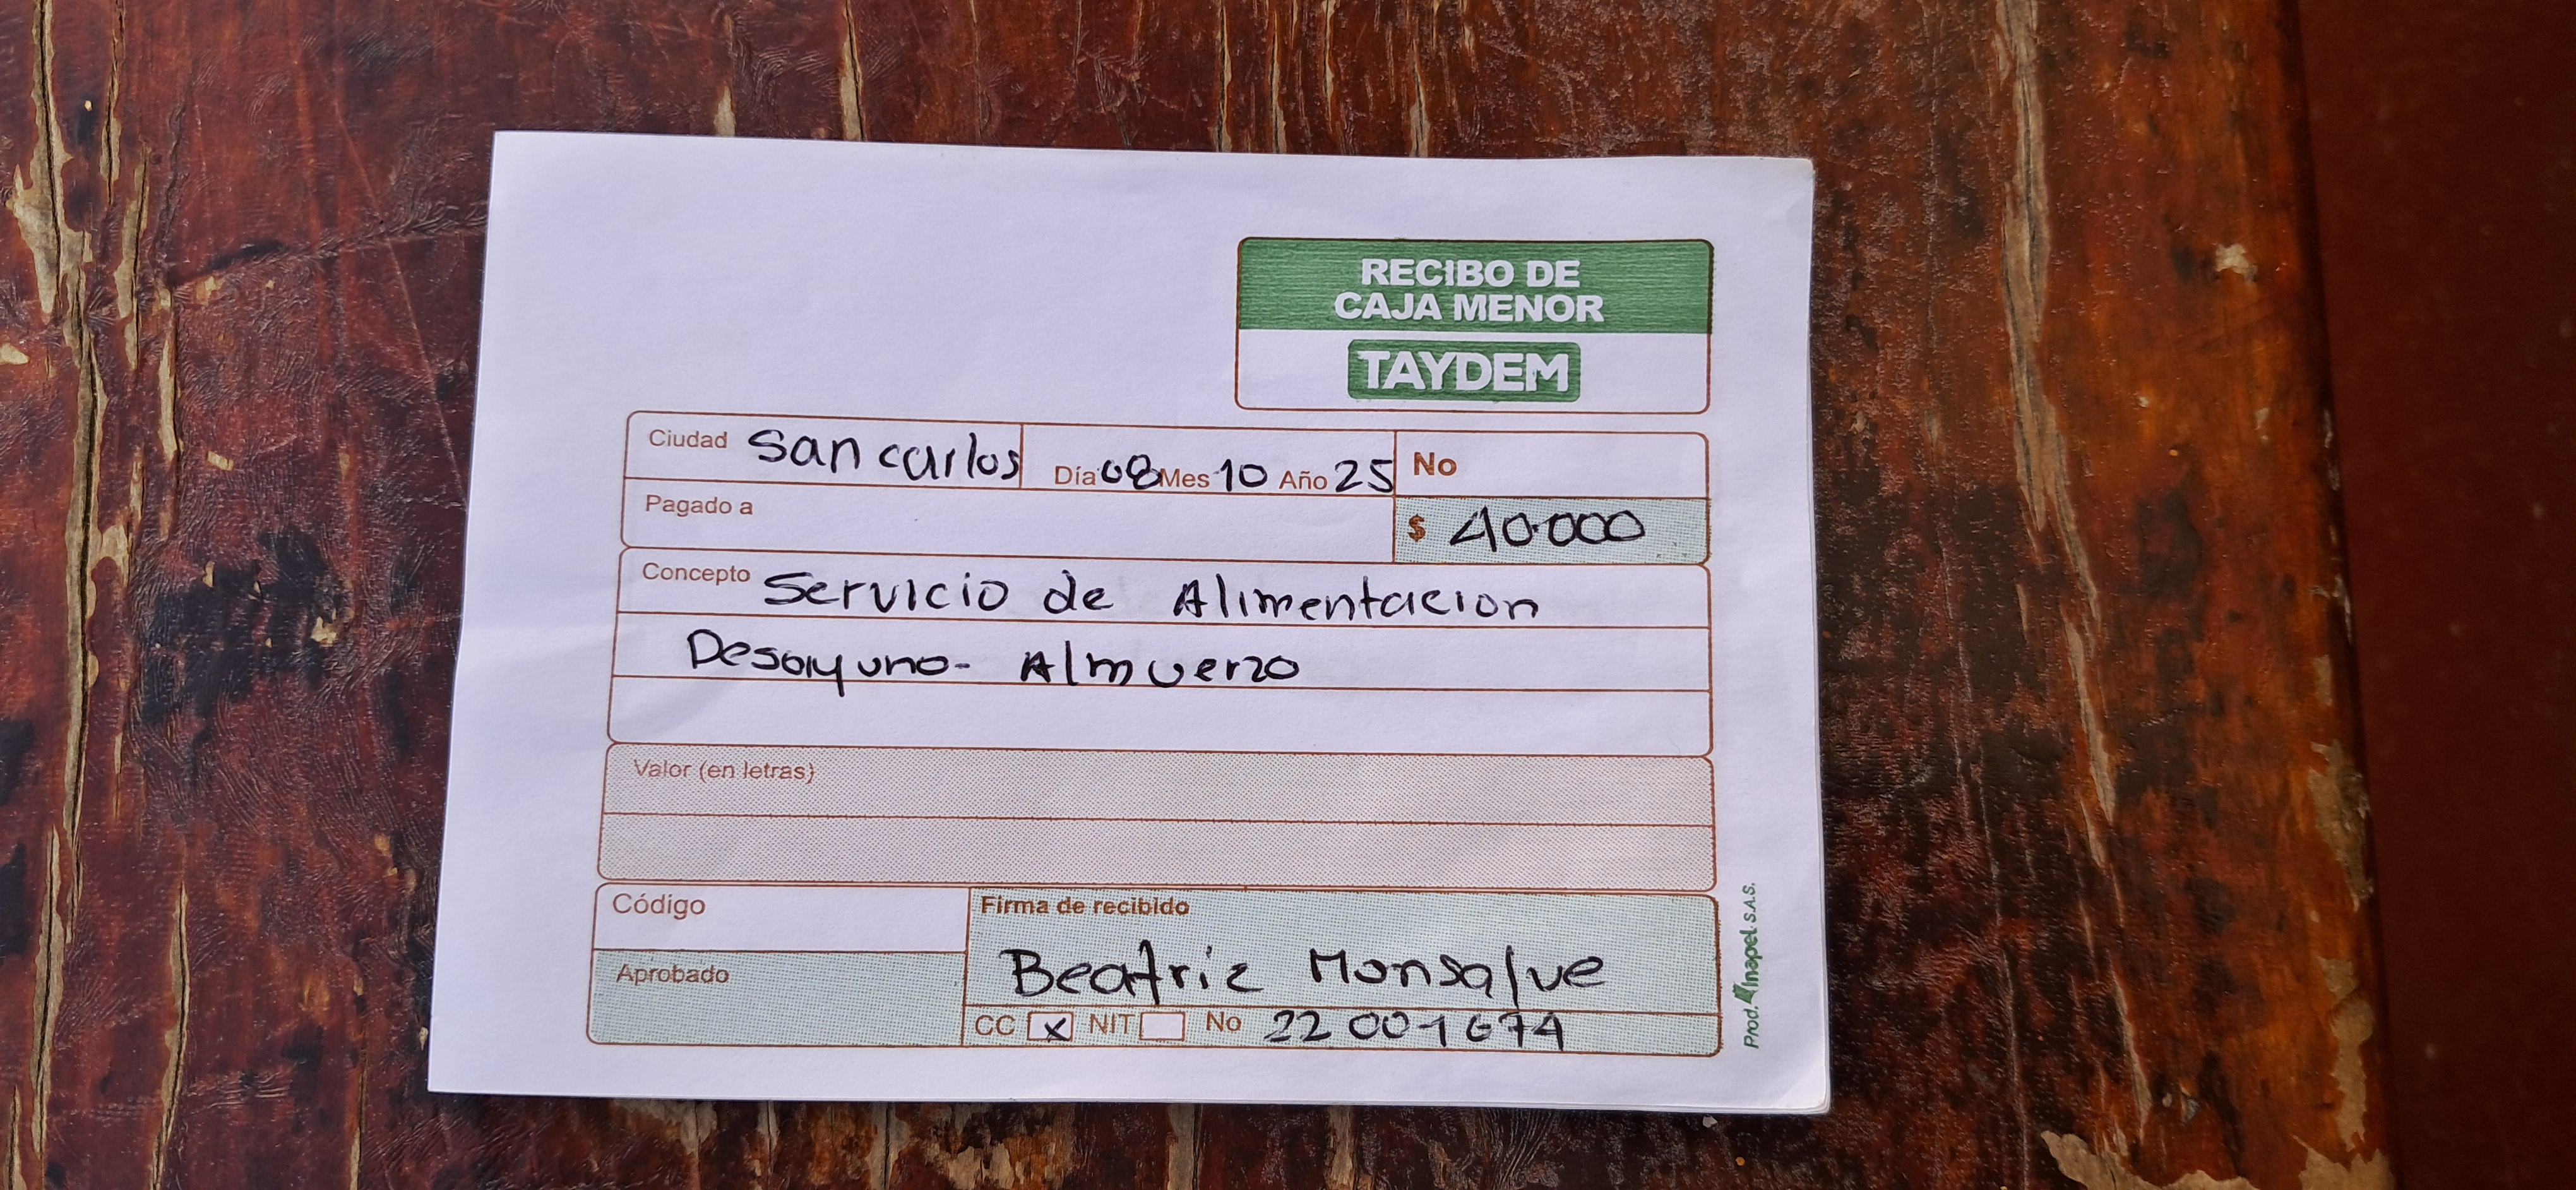 RECIBO DE
CAJA MENOR
TAYDEM
Ciudad San carlos Día 08 Mes 10 Año 25 No
Pagado a $ 40.000
Concepto Servicio de Alimentacion
Desayuno- Almuerzo
Valor (en letras)
Código Firma de recibido
Aprobado Beatriz Monsalve
CC X NIT No 22 001 674
Prod. Inapel S.A.S.